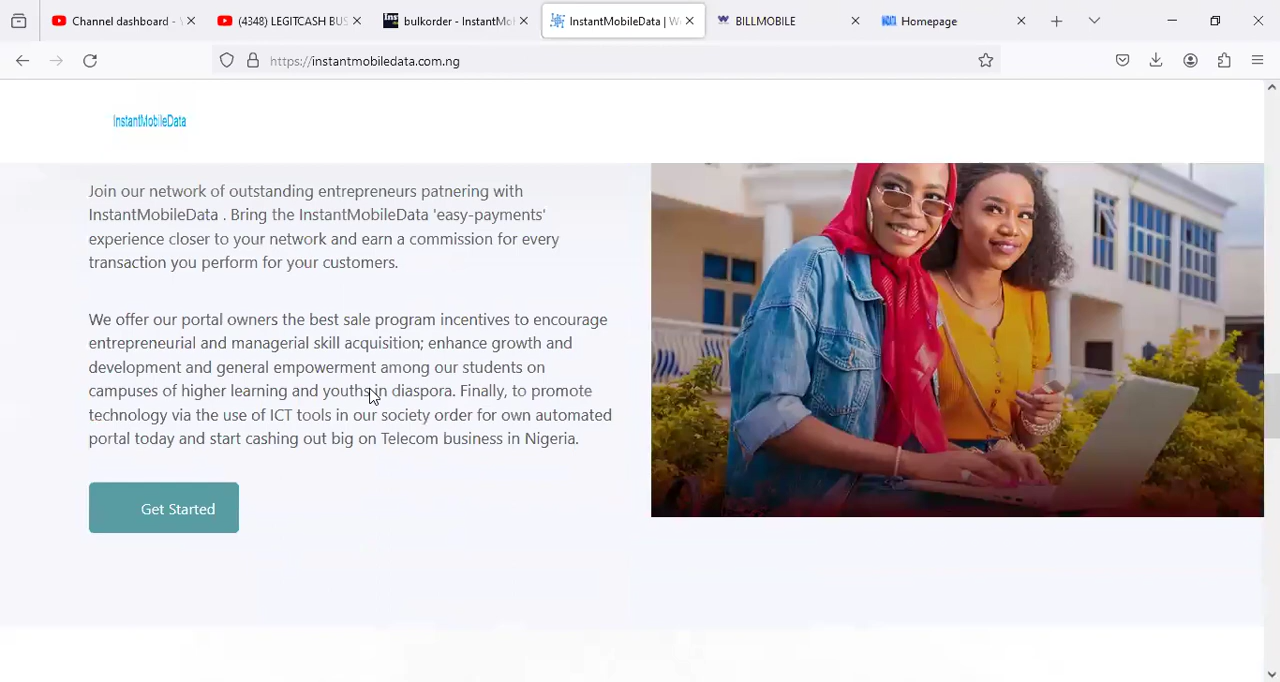 Channel dashboard -
(4348) LEGITCASH BUS
bulkorder - InstantMo
InstantMobileData | W
BILLMOBILE
Homepage
https://instantmobiledata.com.ng
InstantMobileData
Join our network of outstanding entrepreneurs patnering with
InstantMobileData . Bring the InstantMobileData 'easy-payments'
experience closer to your network and earn a commission for every
transaction you perform for your customers.
We offer our portal owners the best sale program incentives to encourage
entrepreneurial and managerial skill acquisition; enhance growth and
development and general empowerment among our students on
campuses of higher learning and youths in diaspora. Finally, to promote
technology via the use of ICT tools in our society order for own automated
portal today and start cashing out big on Telecom business in Nigeria.
Get Started